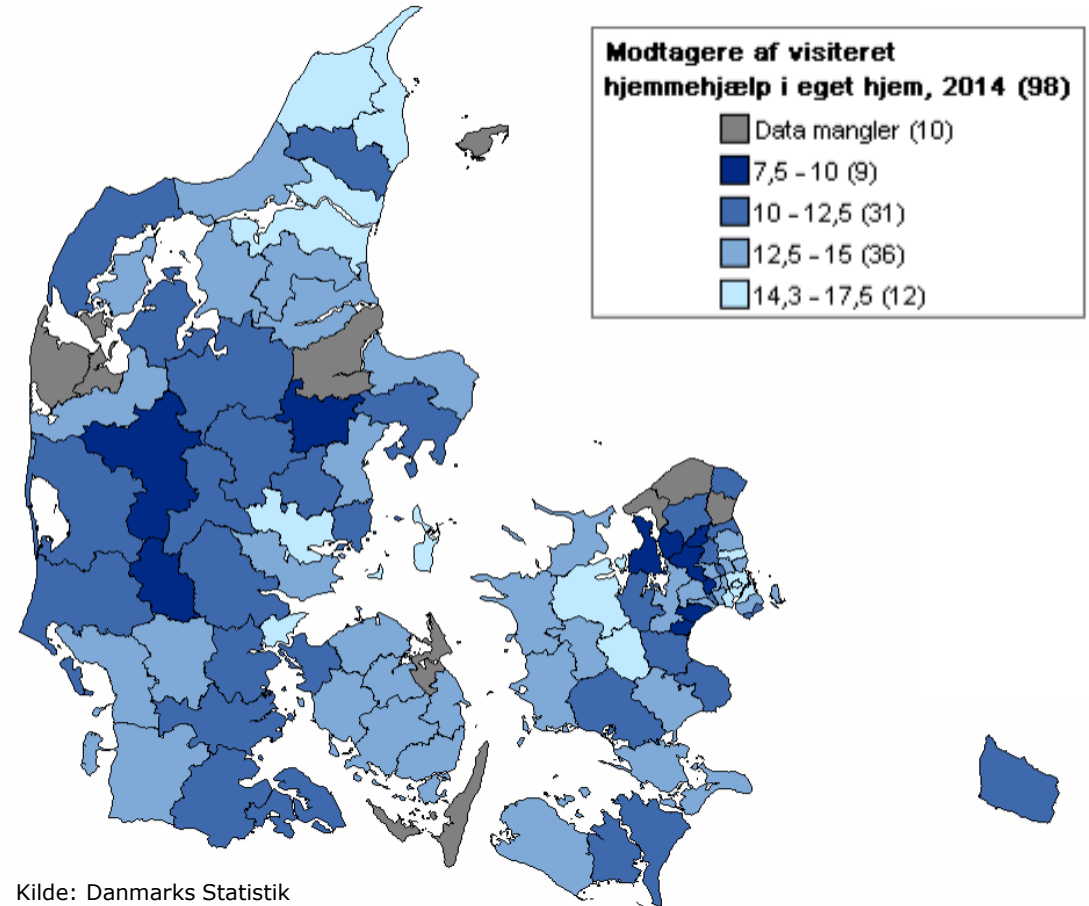 Modtagere af visiteret
hjemmehjælp i eget hjem, 2014 (98)
Data mangler (10)
7,5 - 10 (9)
10 - 12,5 (31)
12,5 - 15 (36)
14,3 - 17,5 (12)
Kilde: Danmarks Statistik